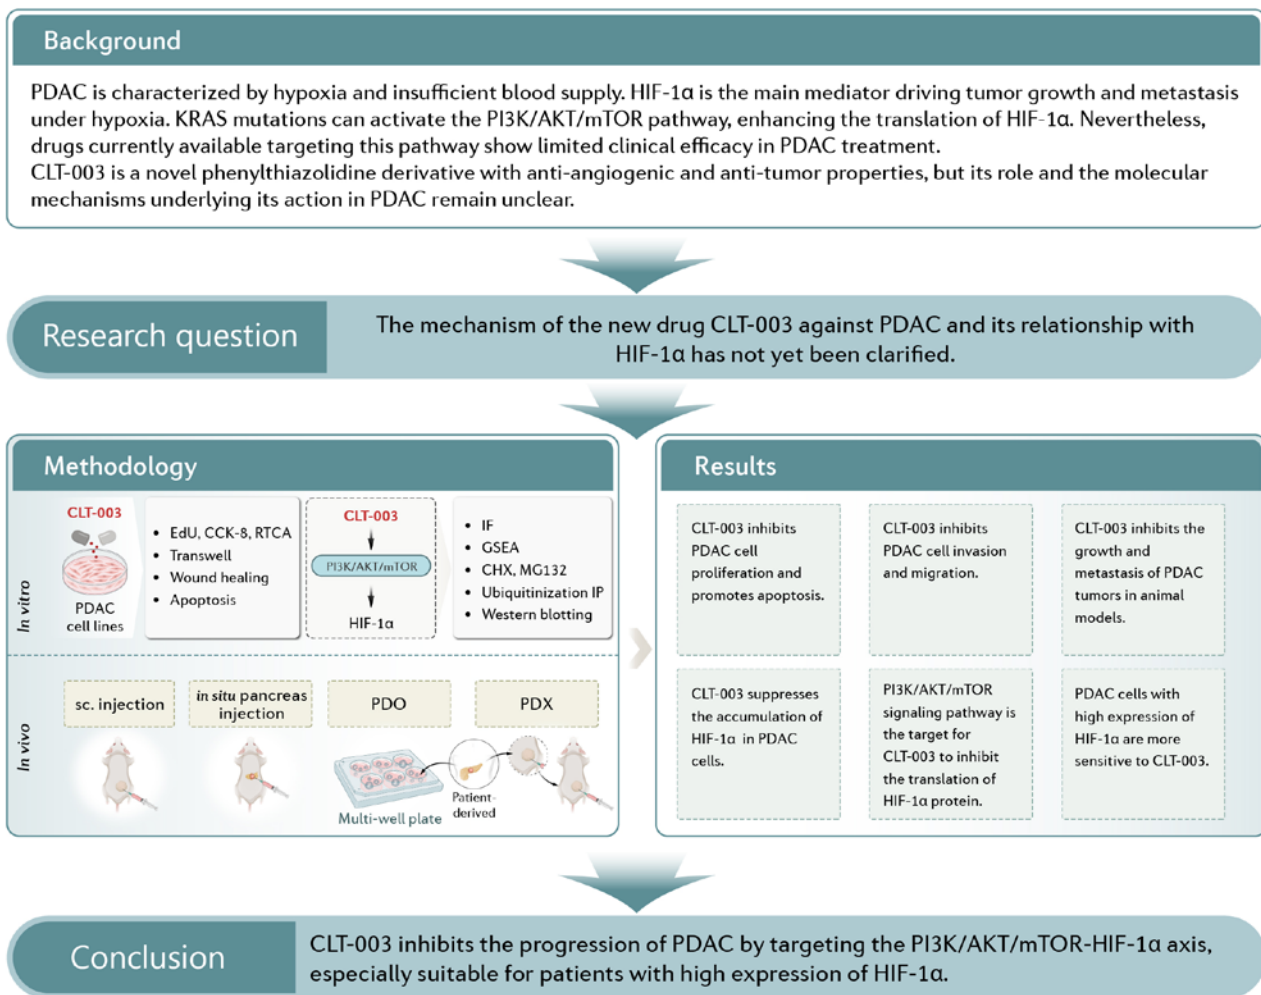 Background
PDAC is characterized by hypoxia and insufficient blood supply. HIF-1α is the main mediator driving tumor growth and metastasis
under hypoxia. KRAS mutations can activate the PI3K/AKT/mTOR pathway, enhancing the translation of HIF-1α. Nevertheless,
drugs currently available targeting this pathway show limited clinical efficacy in PDAC treatment.
CLT-003 is a novel phenylthiazolidine derivative with anti-angiogenic and anti-tumor properties, but its role and the molecular
mechanisms underlying its action in PDAC remain unclear.
Research question
The mechanism of the new drug CLT-003 against PDAC and its relationship with
HIF-1α has not yet been clarified.
Methodology
In vitro
CLT-003
PDAC
cell lines
• EdU, CCK-8, RTCA
• Transwell
• Wound healing
• Apoptosis
CLT-003
PI3K/AKT/mTOR
HIF-1α
• IF
• GSEA
• CHX, MG132
• Ubiquitinization IP
• Western blotting
In vivo
sc. injection
in situ pancreas
injection
PDO
PDX
Multi-well plate
Patient-
derived
Results
CLT-003 inhibits
PDAC cell
proliferation and
promotes apoptosis.
CLT-003 inhibits
PDAC cell invasion
and migration.
CLT-003 inhibits the
growth and
metastasis of PDAC
tumors in animal
models.
CLT-003 suppresses
the accumulation of
HIF-1α in PDAC
cells.
PI3K/AKT/mTOR
signaling pathway is
the target for
CLT-003 to inhibit
the translation of
HIF-1α protein.
PDAC cells with
high expression of
HIF-1α are more
sensitive to CLT-003.
Conclusion
CLT-003 inhibits the progression of PDAC by targeting the PI3K/AKT/mTOR-HIF-1α axis,
especially suitable for patients with high expression of HIF-1α.